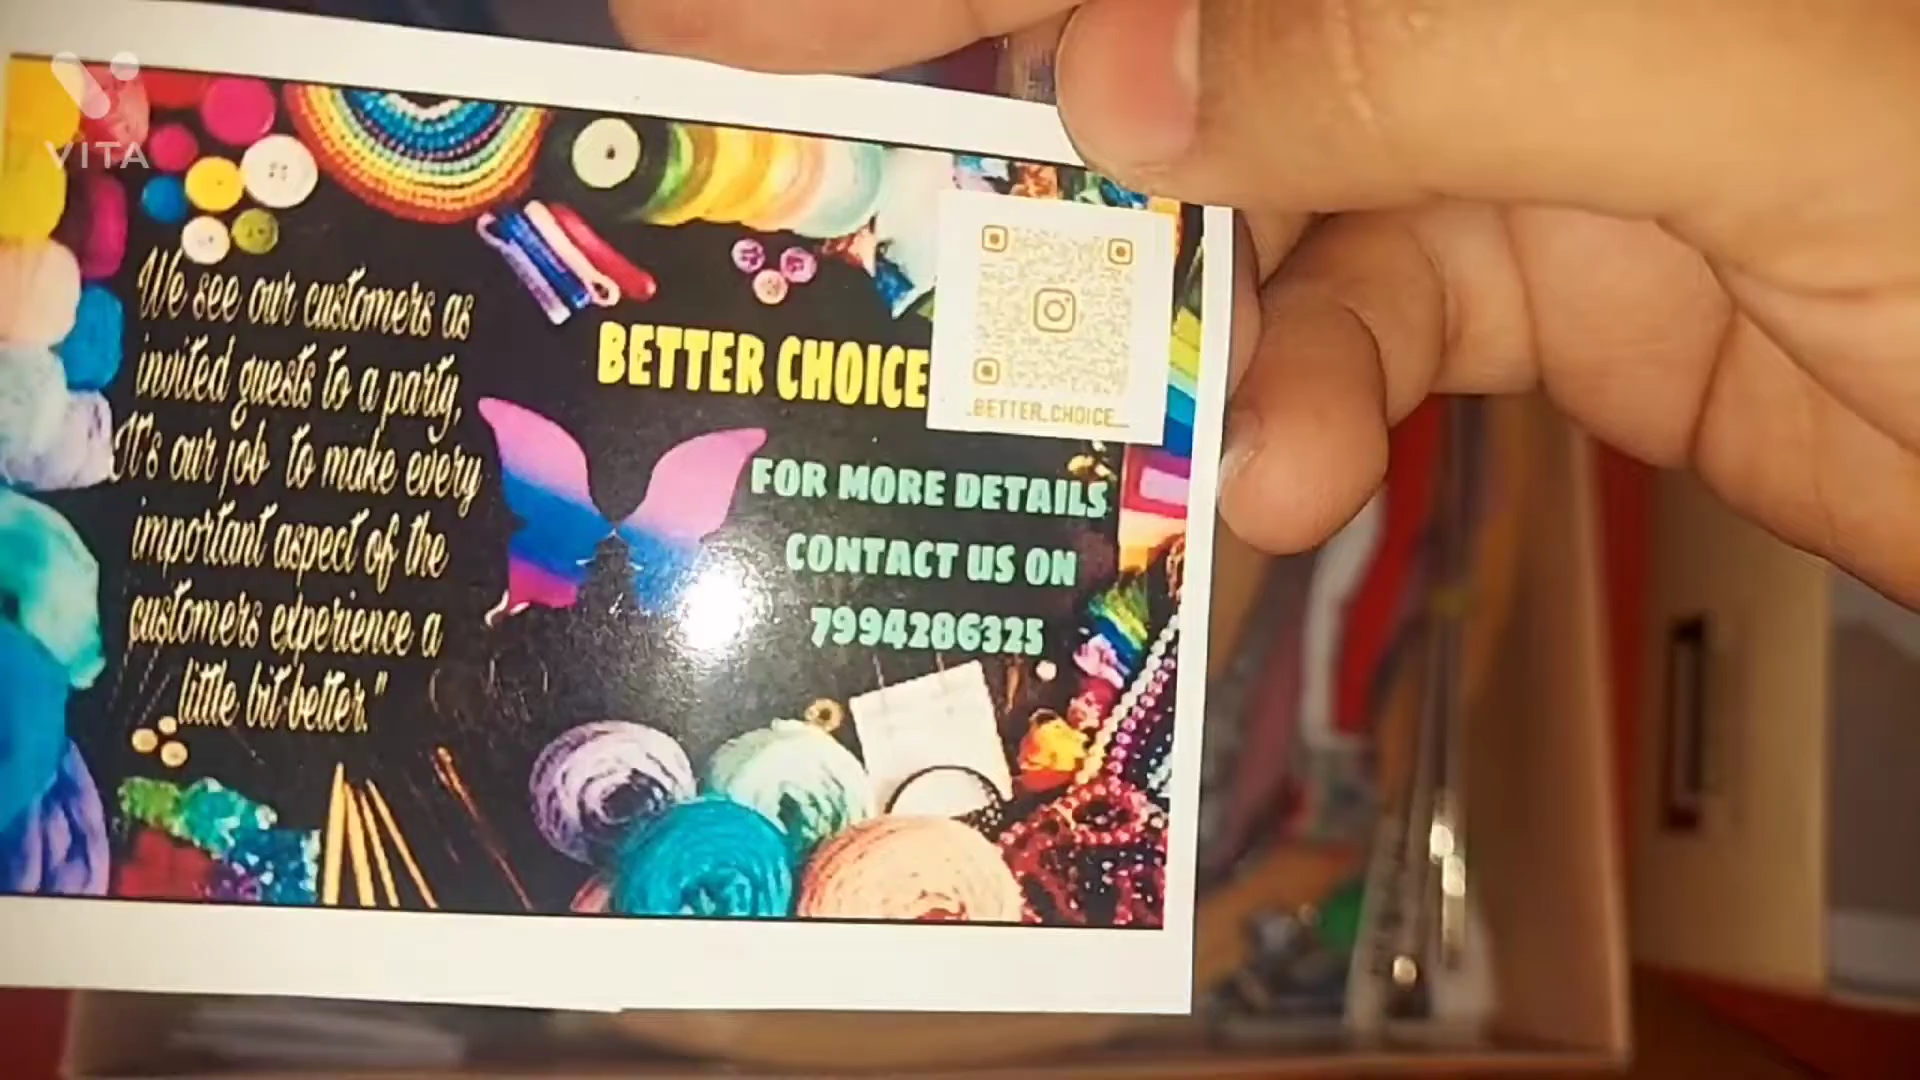 VITA
We see our customers as
invited guests to a party,
It's our job to make every
important aspect of the
customers experience a
little bit better."
BETTER CHOICE
_BETTER_CHOICE__
FOR MORE DETAILS
CONTACT US ON
7994286325